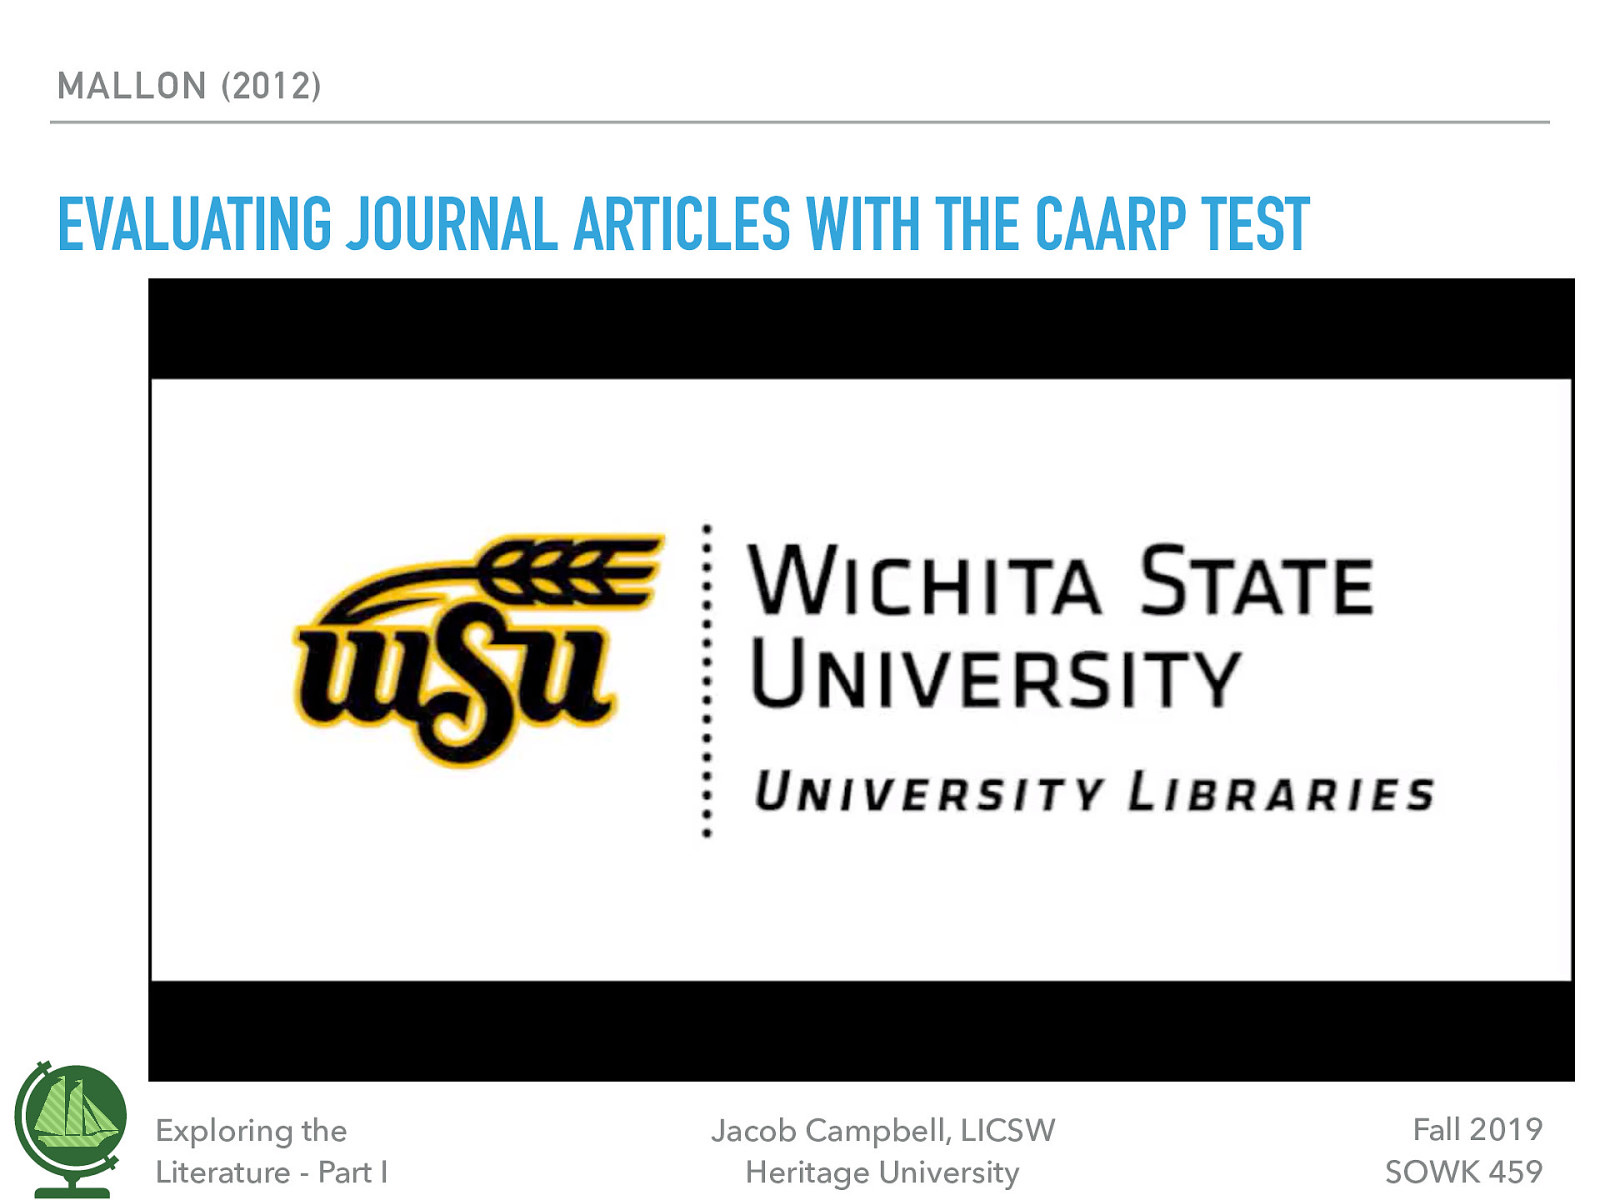 MALLON (2012)
EVALUATING JOURNAL ARTICLES WITH THE CAARP TEST
WSU
WICHITA STATE
UNIVERSITY
UNIVERSITY LIBRARIES
Exploring the
Literature - Part I
Jacob Campbell, LICSW
Heritage University
Fall 2019
SOWK 459